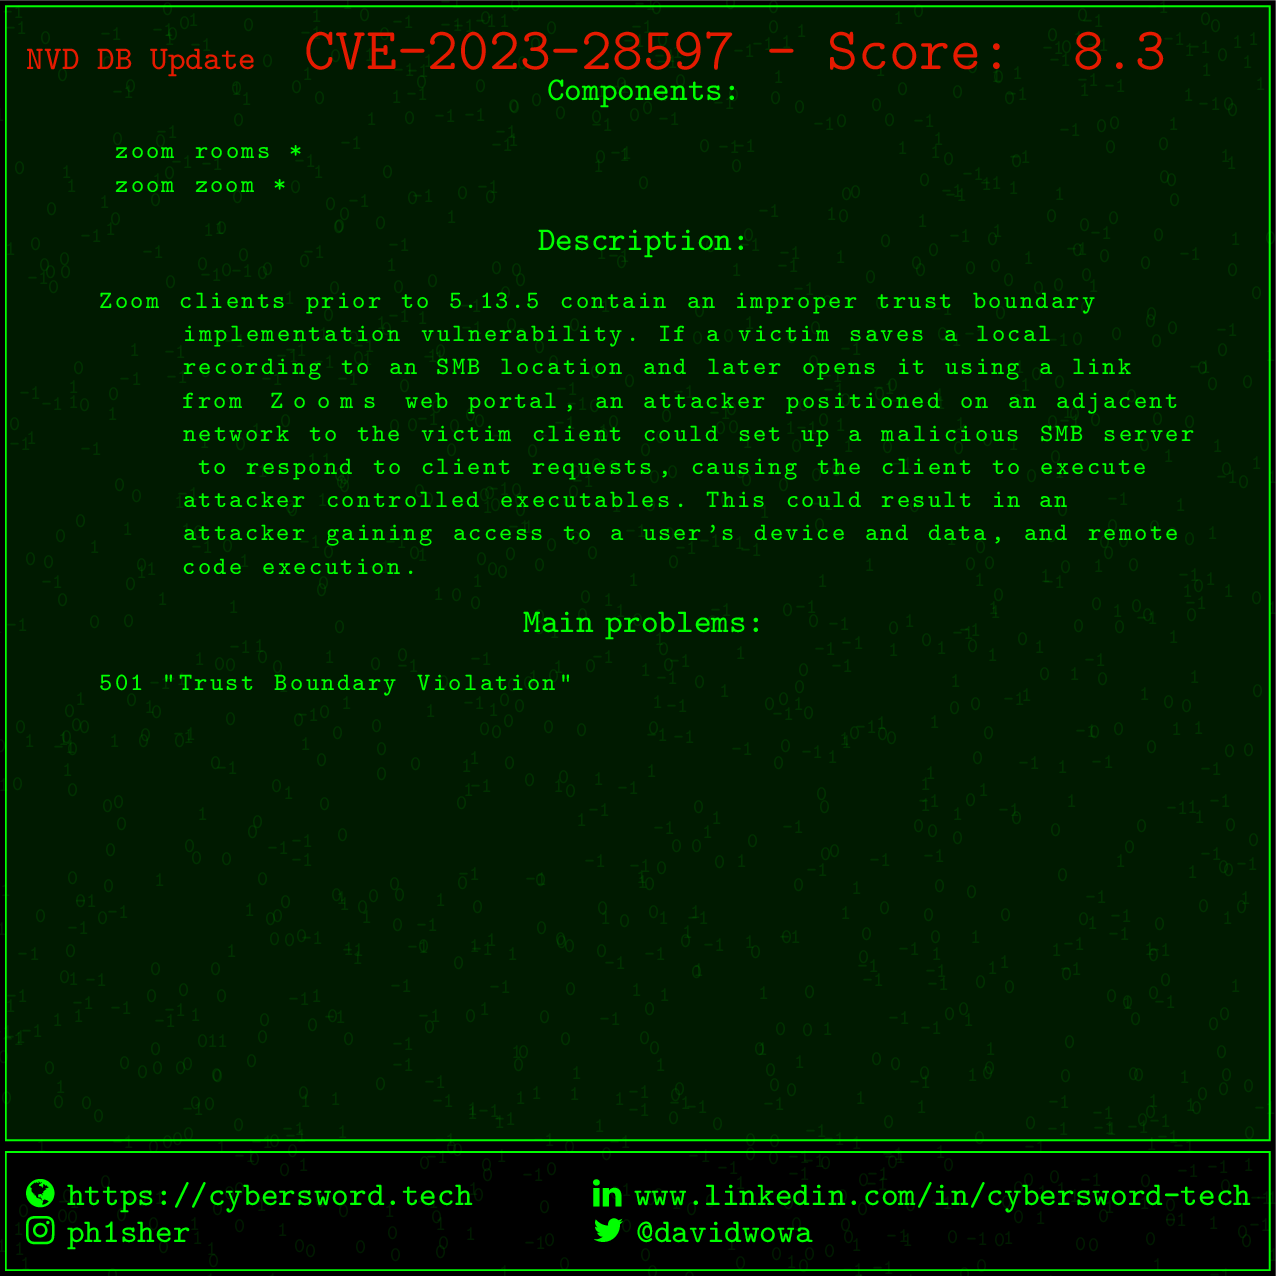 NVD DB Update CVE-2023-28597 - Score: 8.3
Components:
zoom rooms *
zoom zoom *
Description:
Zoom clients prior to 5.13.5 contain an improper trust boundary
implementation vulnerability. If a victim saves a local
recording to an SMB location and later opens it using a link
from Zooms web portal, an attacker positioned on an adjacent
network to the victim client could set up a malicious SMB server
to respond to client requests, causing the client to execute
attacker controlled executables. This could result in an
attacker gaining access to a user's device and data, and remote
code execution.
Main problems:
501 "Trust Boundary Violation"
https://cybersword.tech
www.linkedin.com/in/cybersword-tech
ph1sher
@davidwowa